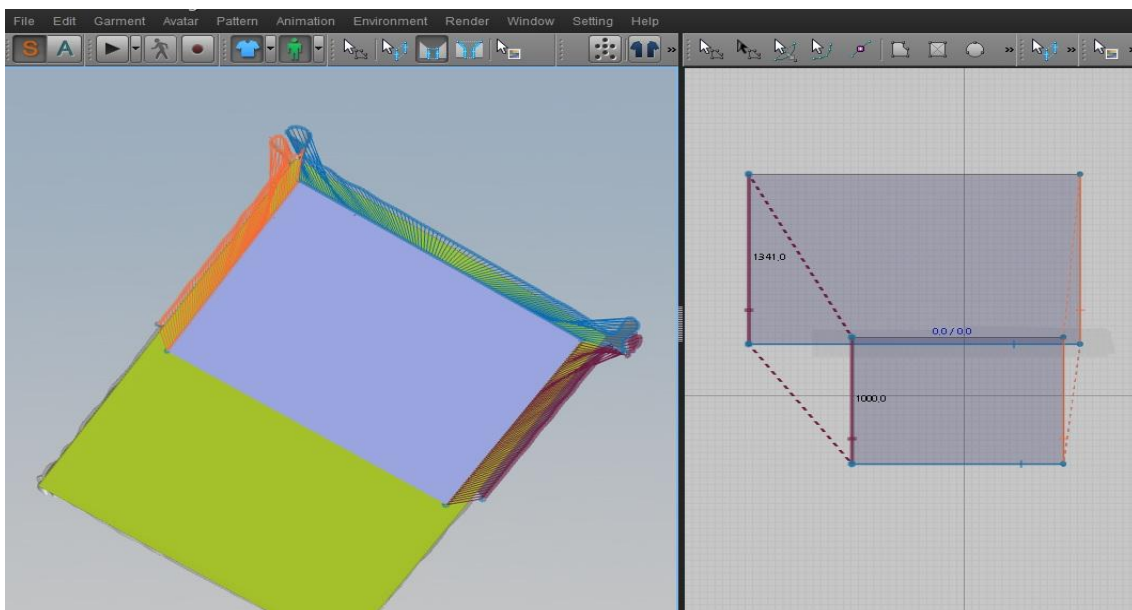 File Edit Garment Avatar Pattern Animation Environment Render Window Setting Help
S A
1341,0
0,0 / 0,0
1000,0